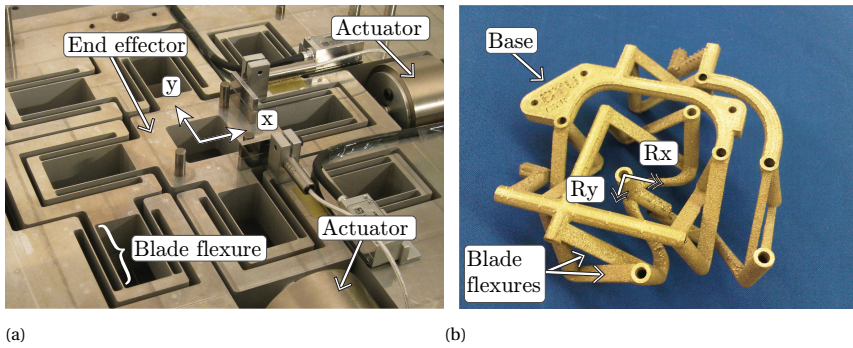 End effector
Actuator
y
x
Actuator
Blade flexure
(a)
Base
Rx
Ry
Blade
flexures
(b)